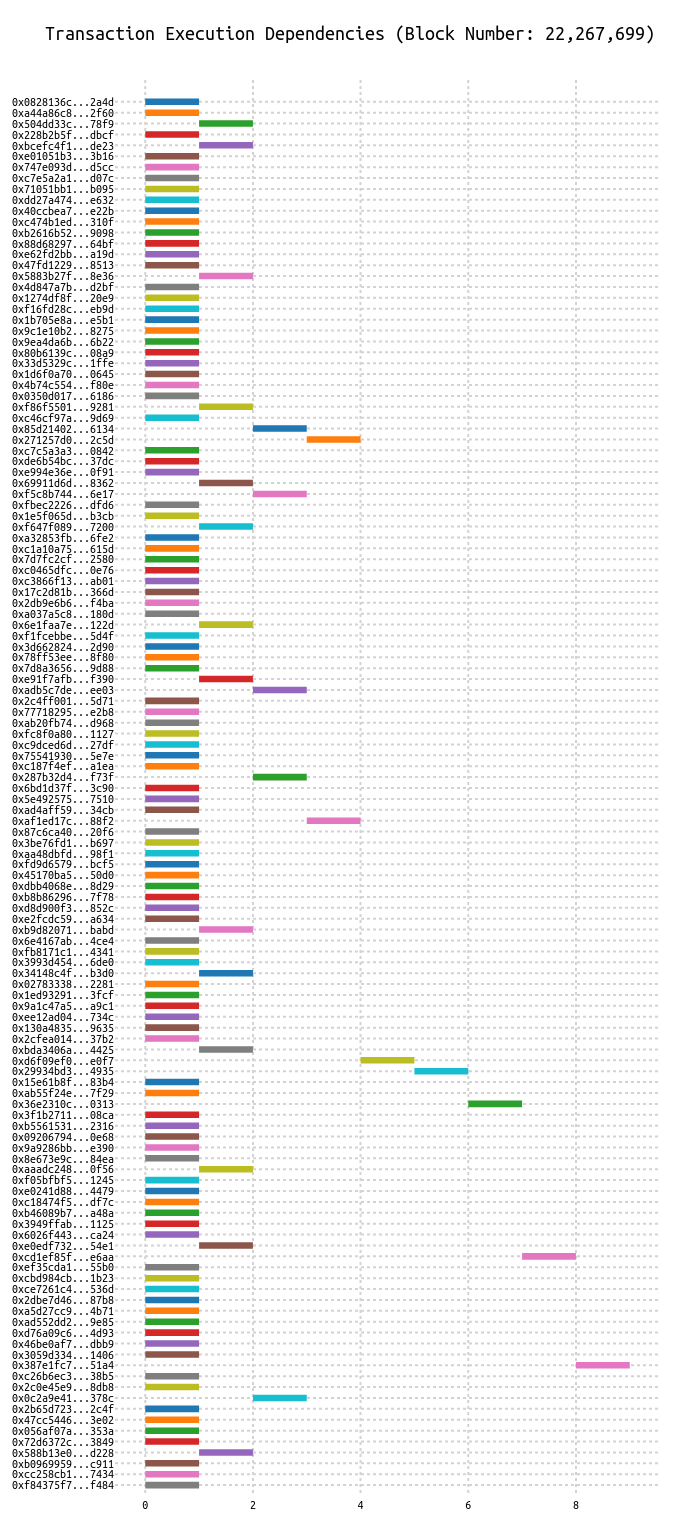 Transaction Execution Dependencies (Block Number: 22,267,699)
0x0828136c...2a4d
0xa44a86c8...2f60
0x504dd33c...78f9
0x228b2b5f...dbcf
0xbcefc4f1...de23
0xe01051b3...3b16
0x747e093d...d5cc
0xc7e5a2a1...d07c
0x71051bb1...b095
0xdd27a474...e632
0x40ccbea7...e22b
0xc474b1ed...310f
0xb2616b52...9098
0x88d68297...64bf
0xe62fd2bb...a19d
0x47fd1229...8513
0x5883b27f...8e36
0x4d847a7b...d2bf
0x1274df8f...20e9
0xf16fd28c...eb9d
0x1b705e8a...e5b1
0x9c1e10b2...8275
0x9ea4da6b...6b22
0x80b6139c...08a9
0x33d5329c...1ffe
0x1d6f0a70...0645
0x4b74c554...f80e
0x0350d017...6186
0xf86f5501...9281
0xc46cf97a...9d69
0x85d21402...6134
0x271257d0...2c5d
0xc7c5a3a3...0842
0xde6b54bc...37dc
0xe994e36e...0f91
0x69911d6d...8362
0xf5c8b744...6e17
0xfbec2226...dfd6
0x1e5f065d...b3cb
0xf647f089...7200
0xa32853fb...6fe2
0xc1a10a75...615d
0x7d7fc2cf...2580
0xc0465dfc...0e76
0xc3866f13...ab01
0x17c2d81b...366d
0x2db9e6b6...f4ba
0xa037a5c8...180d
0x6e1faa7e...122d
0xf1fcebbe...5d4f
0x3d662824...2d90
0x78ff53ee...8f80
0x7d8a3656...9d88
0xe91f7afb...f390
0xadb5c7de...ee03
0x2c4ff001...5d71
0x77718295...e2b8
0xab20fb74...d968
0xfc8f0a80...1127
0xc9dced6d...27df
0x75541930...5e7e
0xc187f4ef...a1ea
0x287b32d4...f73f
0x6bd1d37f...3c90
0x5e492575...7510
0xad4aff59...34cb
0xaf1ed17c...88f2
0x87c6ca40...20f6
0x3be76fd1...b697
0xaa48dbfd...98f1
0xfd9d6579...bcf5
0x45170ba5...50d0
0xdbb4068e...8d29
0xb8b86296...7f78
0xd8d900f3...852c
0xe2fcdc59...a634
0xb9d82071...babd
0x6e4167ab...4ce4
0xfb8171c1...4341
0x3993d454...6de0
0x34148c4f...b3d0
0x02783338...2281
0x1ed93291...3fcf
0x9a1c47a5...a9c1
0xee12ad04...734c
0x130a4835...9635
0x2cfea014...37b2
0xbda3406a...4425
0xd6f09ef0...e0f7
0x29934bd3...4935
0x15e61b8f...83b4
0xab55f24e...7f29
0x36e2310c...0313
0x3f1b2711...08ca
0xb5561531...2316
0x09206794...0e68
0x9a9286bb...e390
0x8e673e9c...84ea
0xaaadc248...0f56
0xf05bfbf5...1245
0xe0241d88...4479
0xc18474f5...df7c
0xb46089b7...a48a
0x3949ffab...1125
0x6026f443...ca24
0xe0edf732...54e1
0xcd1ef85f...e6aa
0xef35cda1...55b0
0xcbd984cb...1b23
0xce7261c4...536d
0x2dbe7d46...87b8
0xa5d27cc9...4b71
0xad552dd2...9e85
0xd76a09c6...4d93
0x46be0af7...dbb9
0x3059d334...1406
0x387e1fc7...51a4
0xc26b6ec3...38b5
0x2c0e45e9...8db8
0x0c2a9e41...378c
0x2b65d723...2c4f
0x47cc5446...3e02
0x056af07a...353a
0x72d6372c...3849
0x588b13e0...d228
0xb0969959...c911
0xcc258cb1...7434
0xf84375f7...f484
0 2 4 6 8